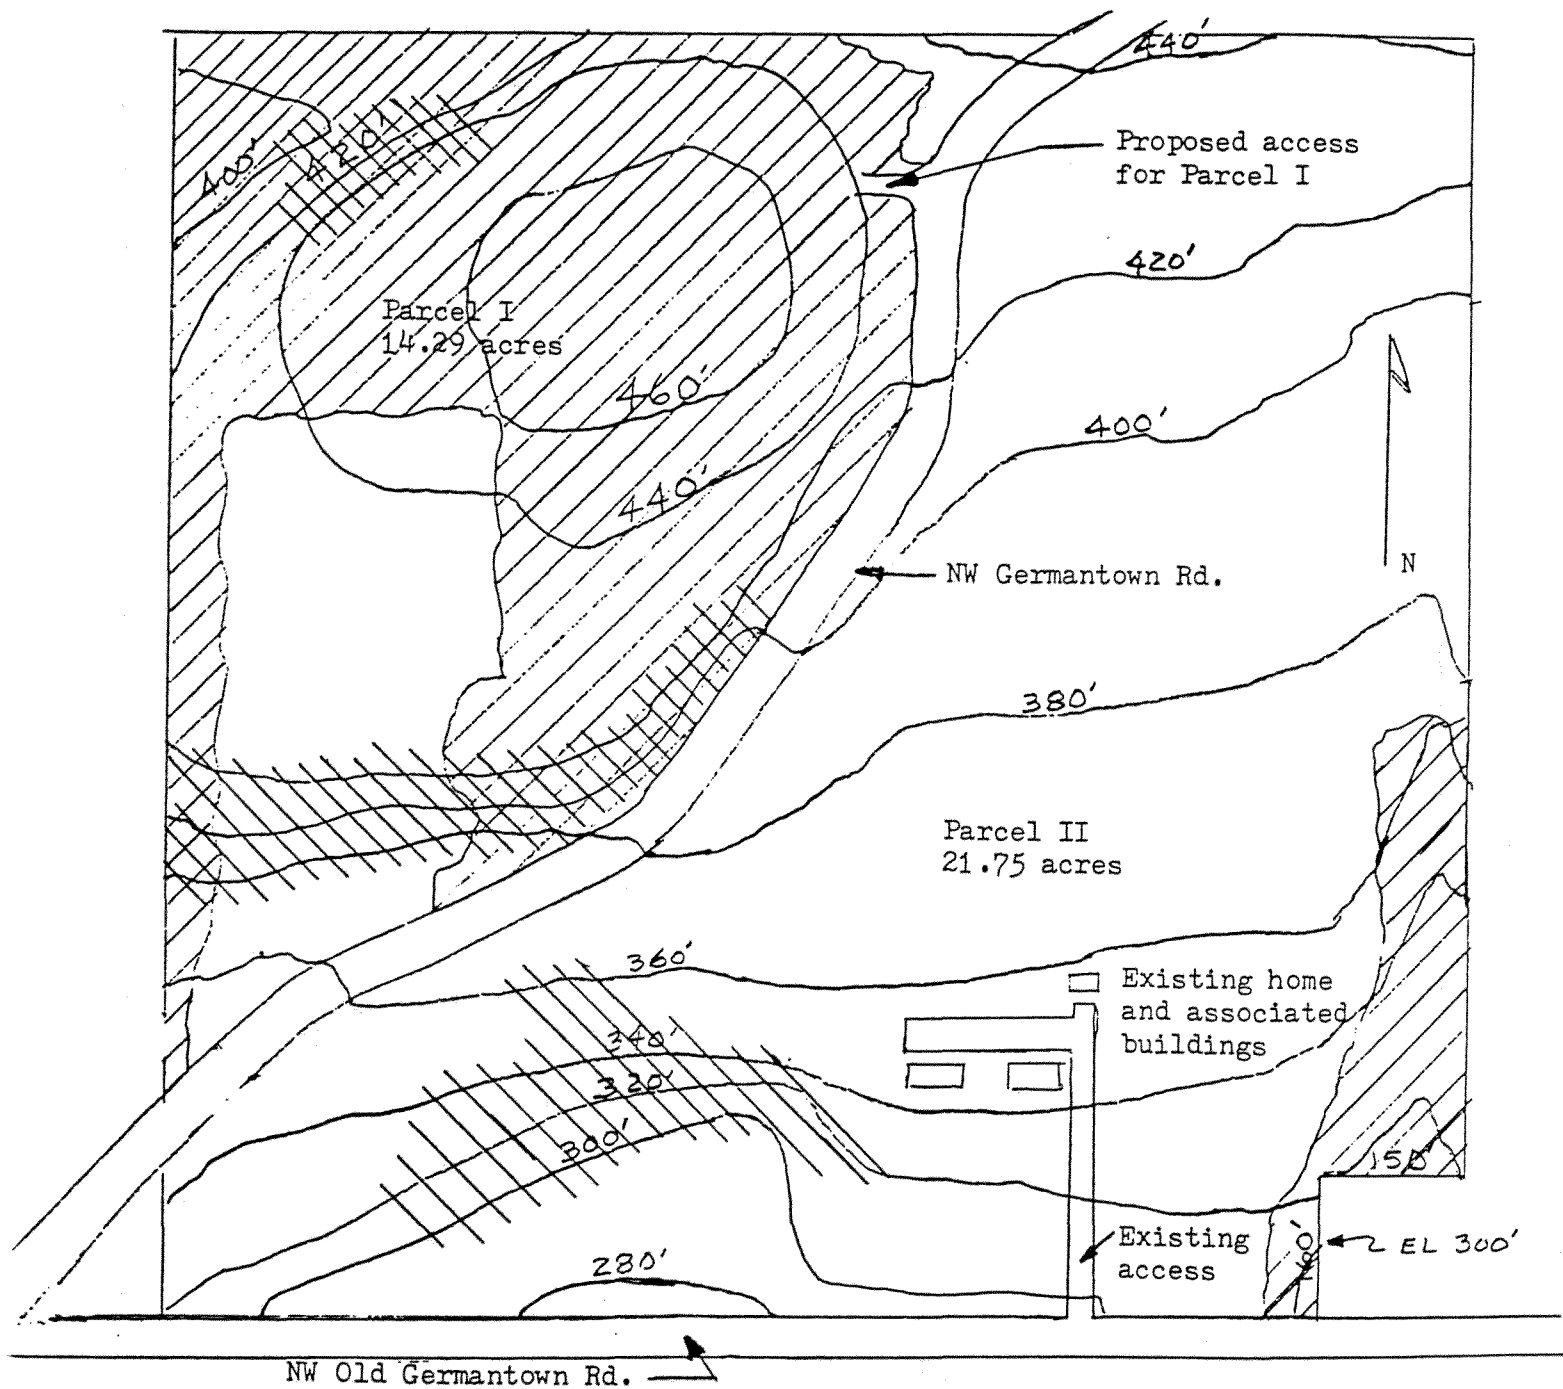 440'
Proposed access
for Parcel I
400'
420'
420'
Parcel I
14.29 acres
460'
400'
440'
NW Germantown Rd.
N
380'
Parcel II
21.75 acres
360'
Existing home
and associated
buildings
340'
320'
300'
150'
Existing
access
140'
EL 300'
280'
NW Old Germantown Rd.